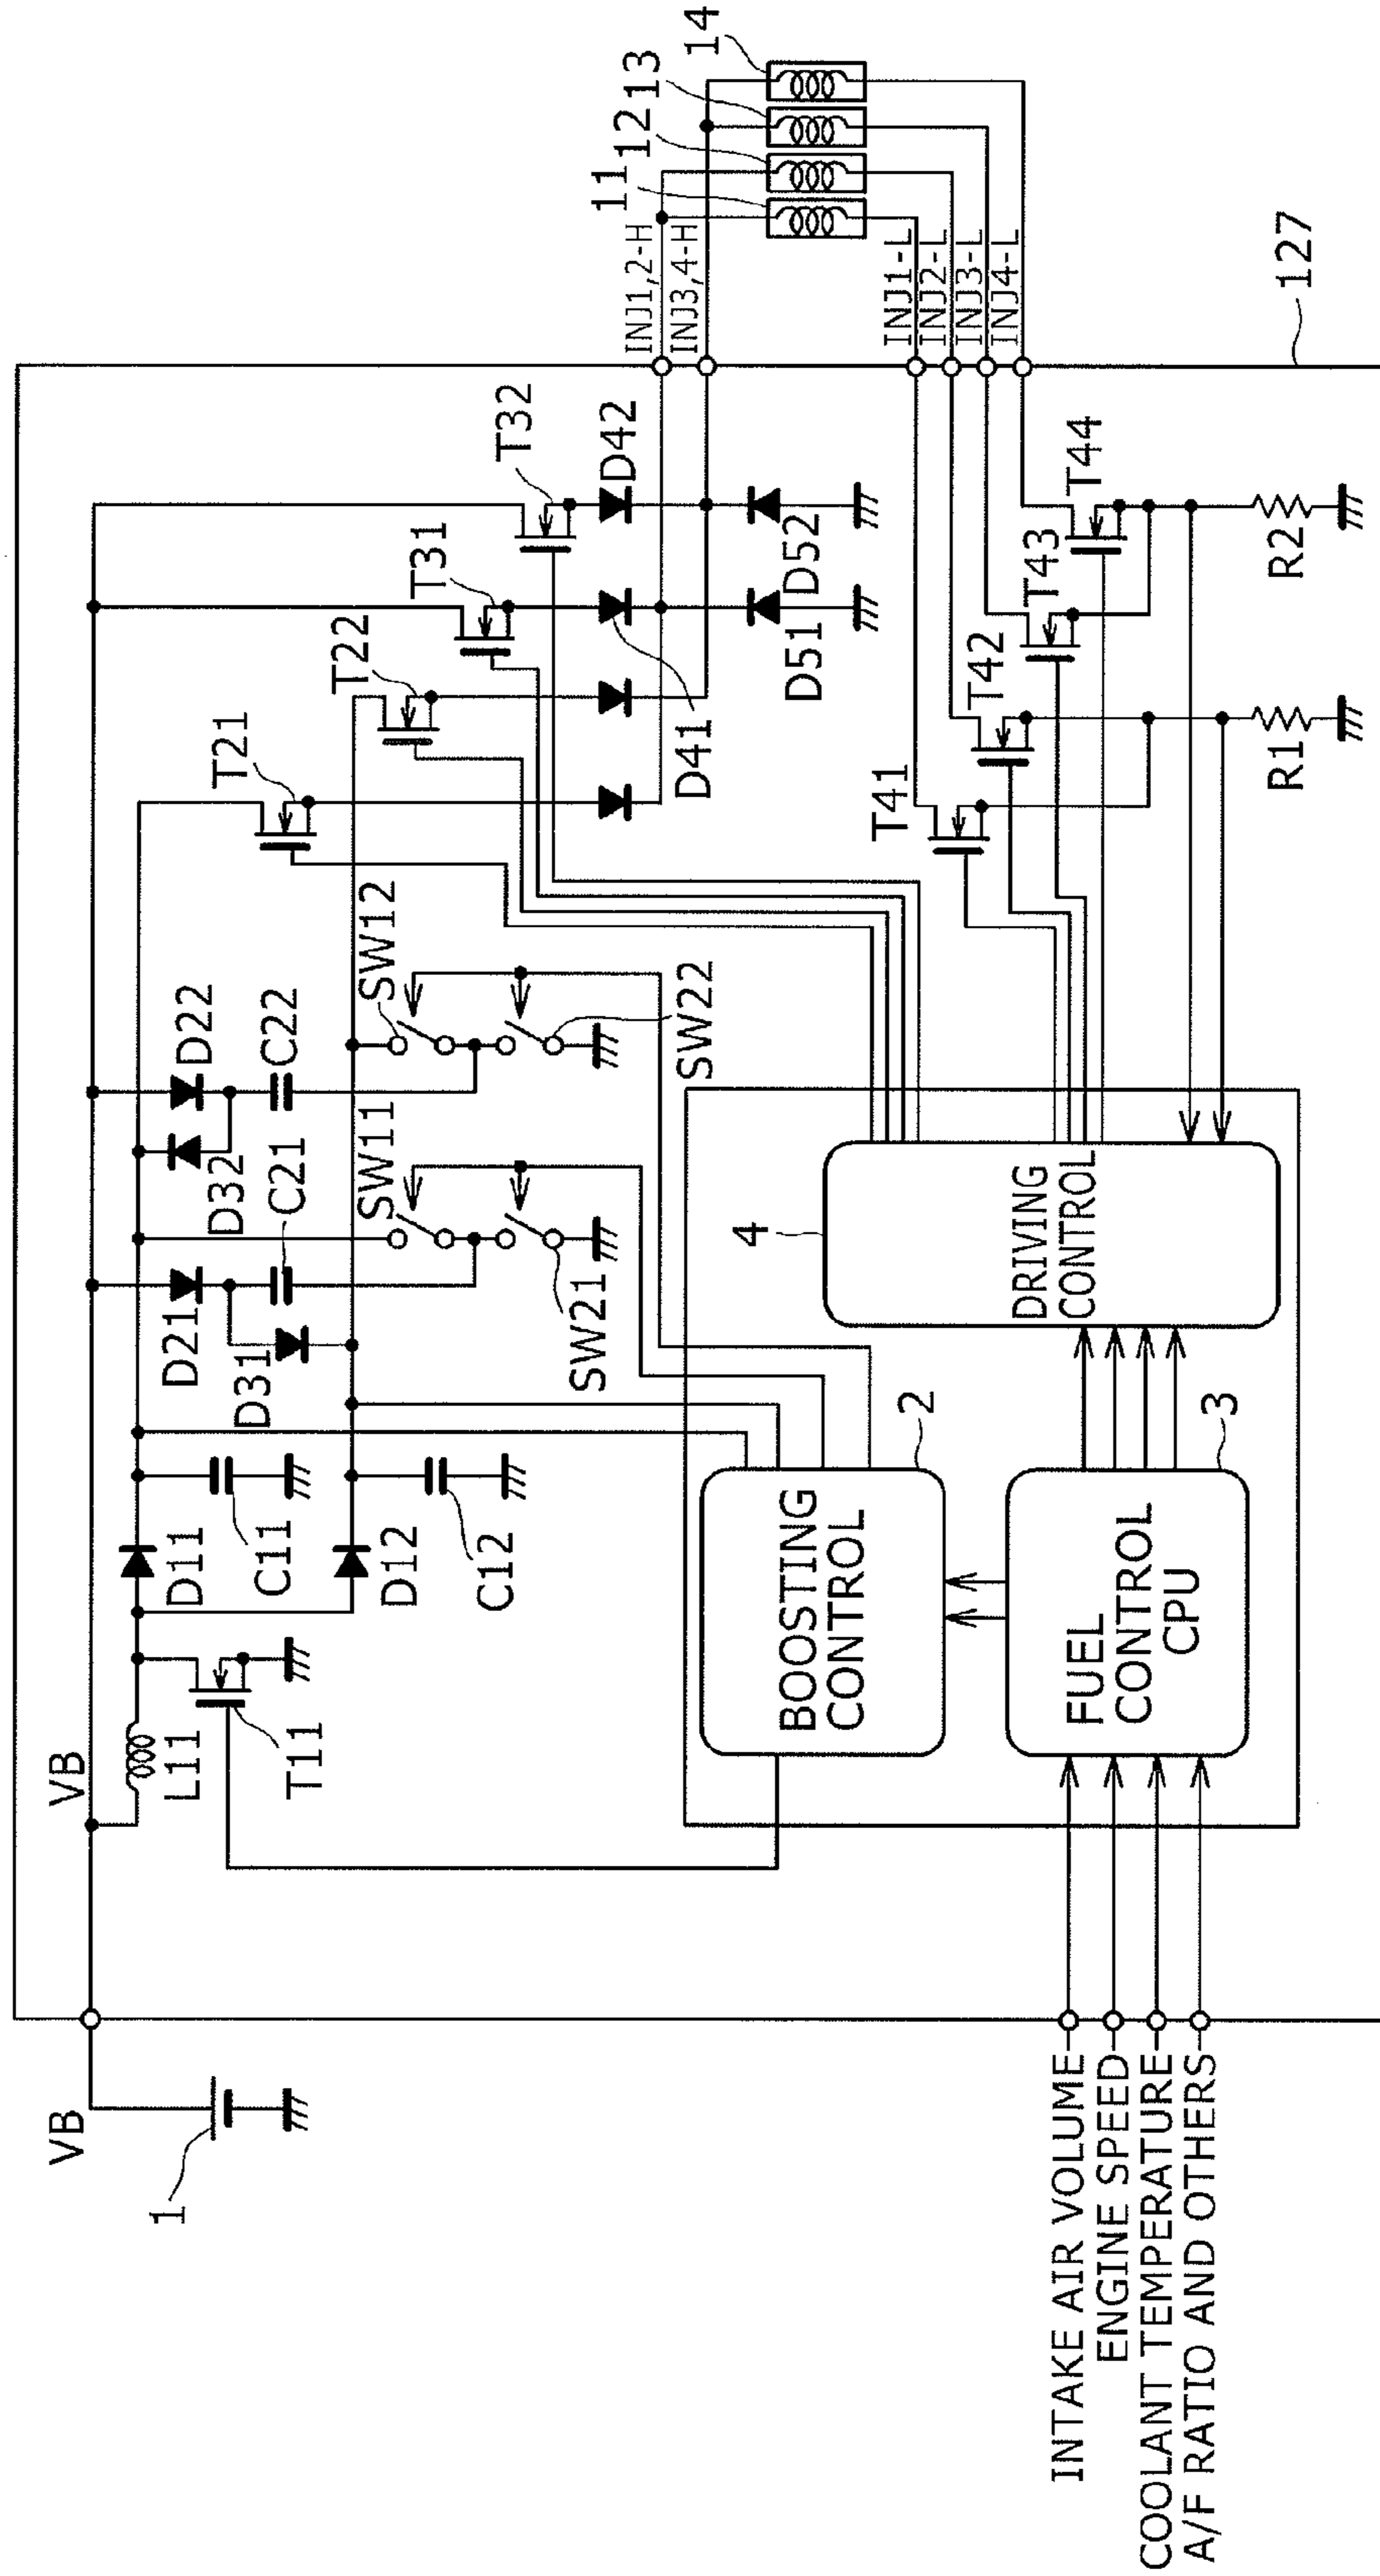 VB
1
VB
L11
T11
D11
C11
D12
C12
D21
D31
D32
C21
D22
C22
SW11
SW21
SW12
SW22
T21
T22
T31
T32
D41
D42
D51
D52
INJ1,2-H
INJ3,4-H
11
12
13
14
INJ1-L
INJ2-L
INJ3-L
INJ4-L
T41
T42
T43
T44
R1
R2
127
BOOSTING
CONTROL
2
FUEL
CONTROL
CPU
3
DRIVING
CONTROL
4
INTAKE AIR VOLUME
ENGINE SPEED
COOLANT TEMPERATURE
A/F RATIO AND OTHERS